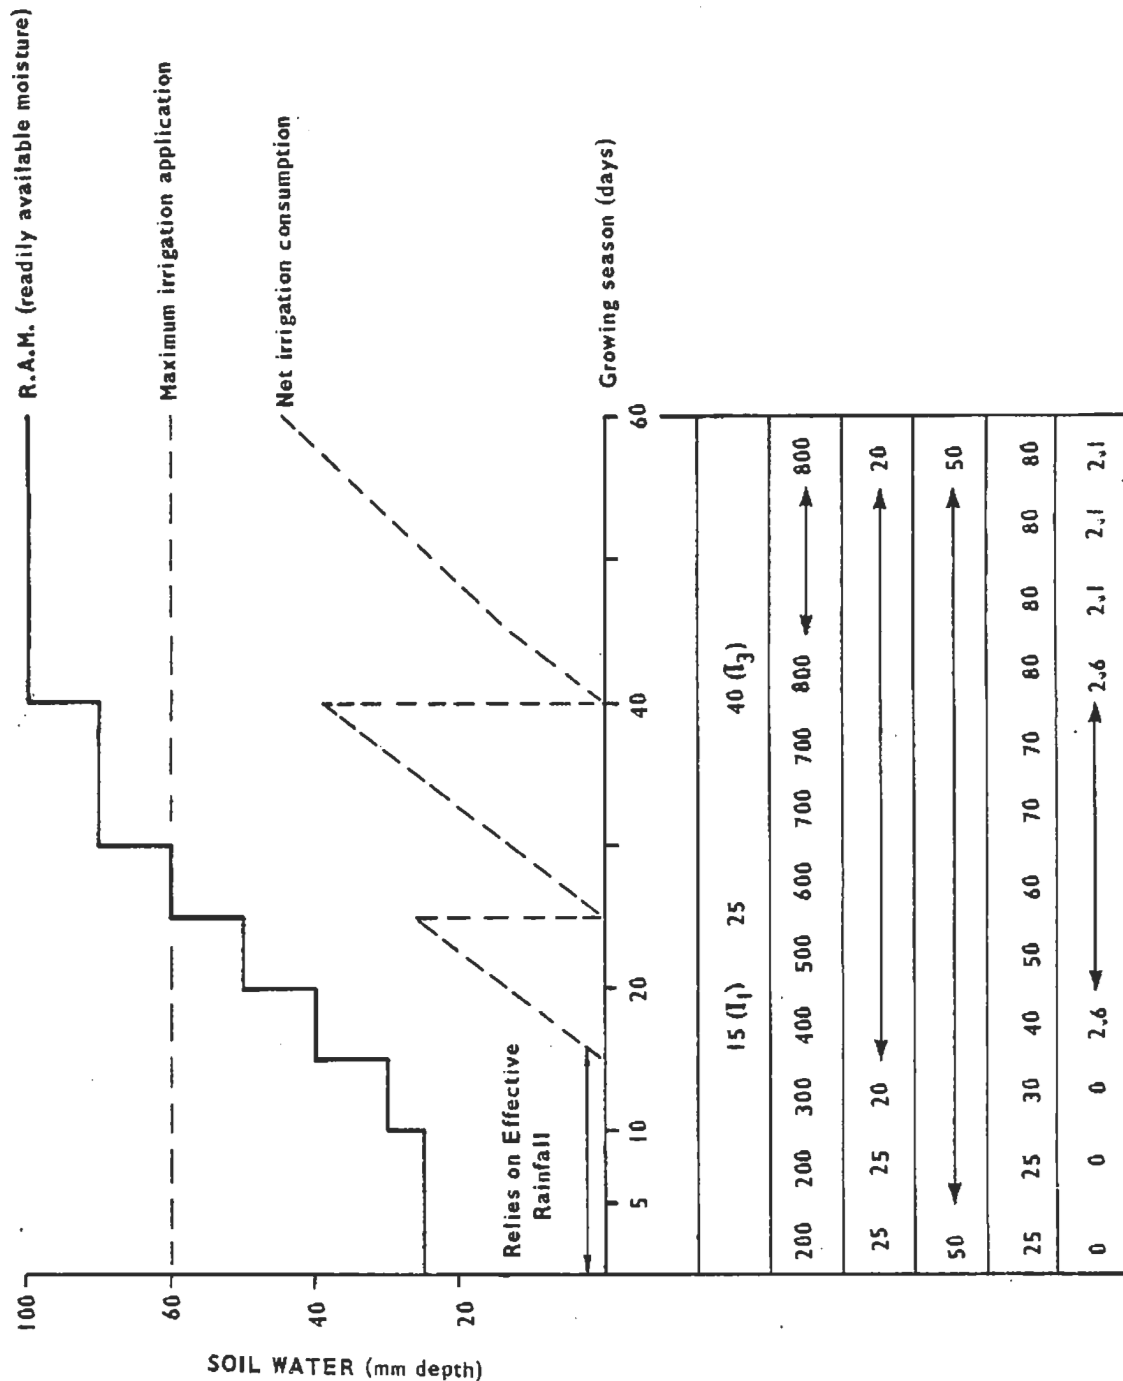 R.A.M. (readily available moisture)
Maximum irrigation application
Net irrigation consumption
SOIL WATER (mm depth)
100
60
40
20
Relies on Effective
Rainfall
5 10 20 40 60
Growing season (days)
15 (I₁) 25 40 (I₃)
200 200 300 400 500 600 700 700 800 800
25 25 20 20
50 50
25 25 30 40 50 60 70 70 80 80 80 80
0 0 0 2.6 2.6 2.1 2.1 2.1